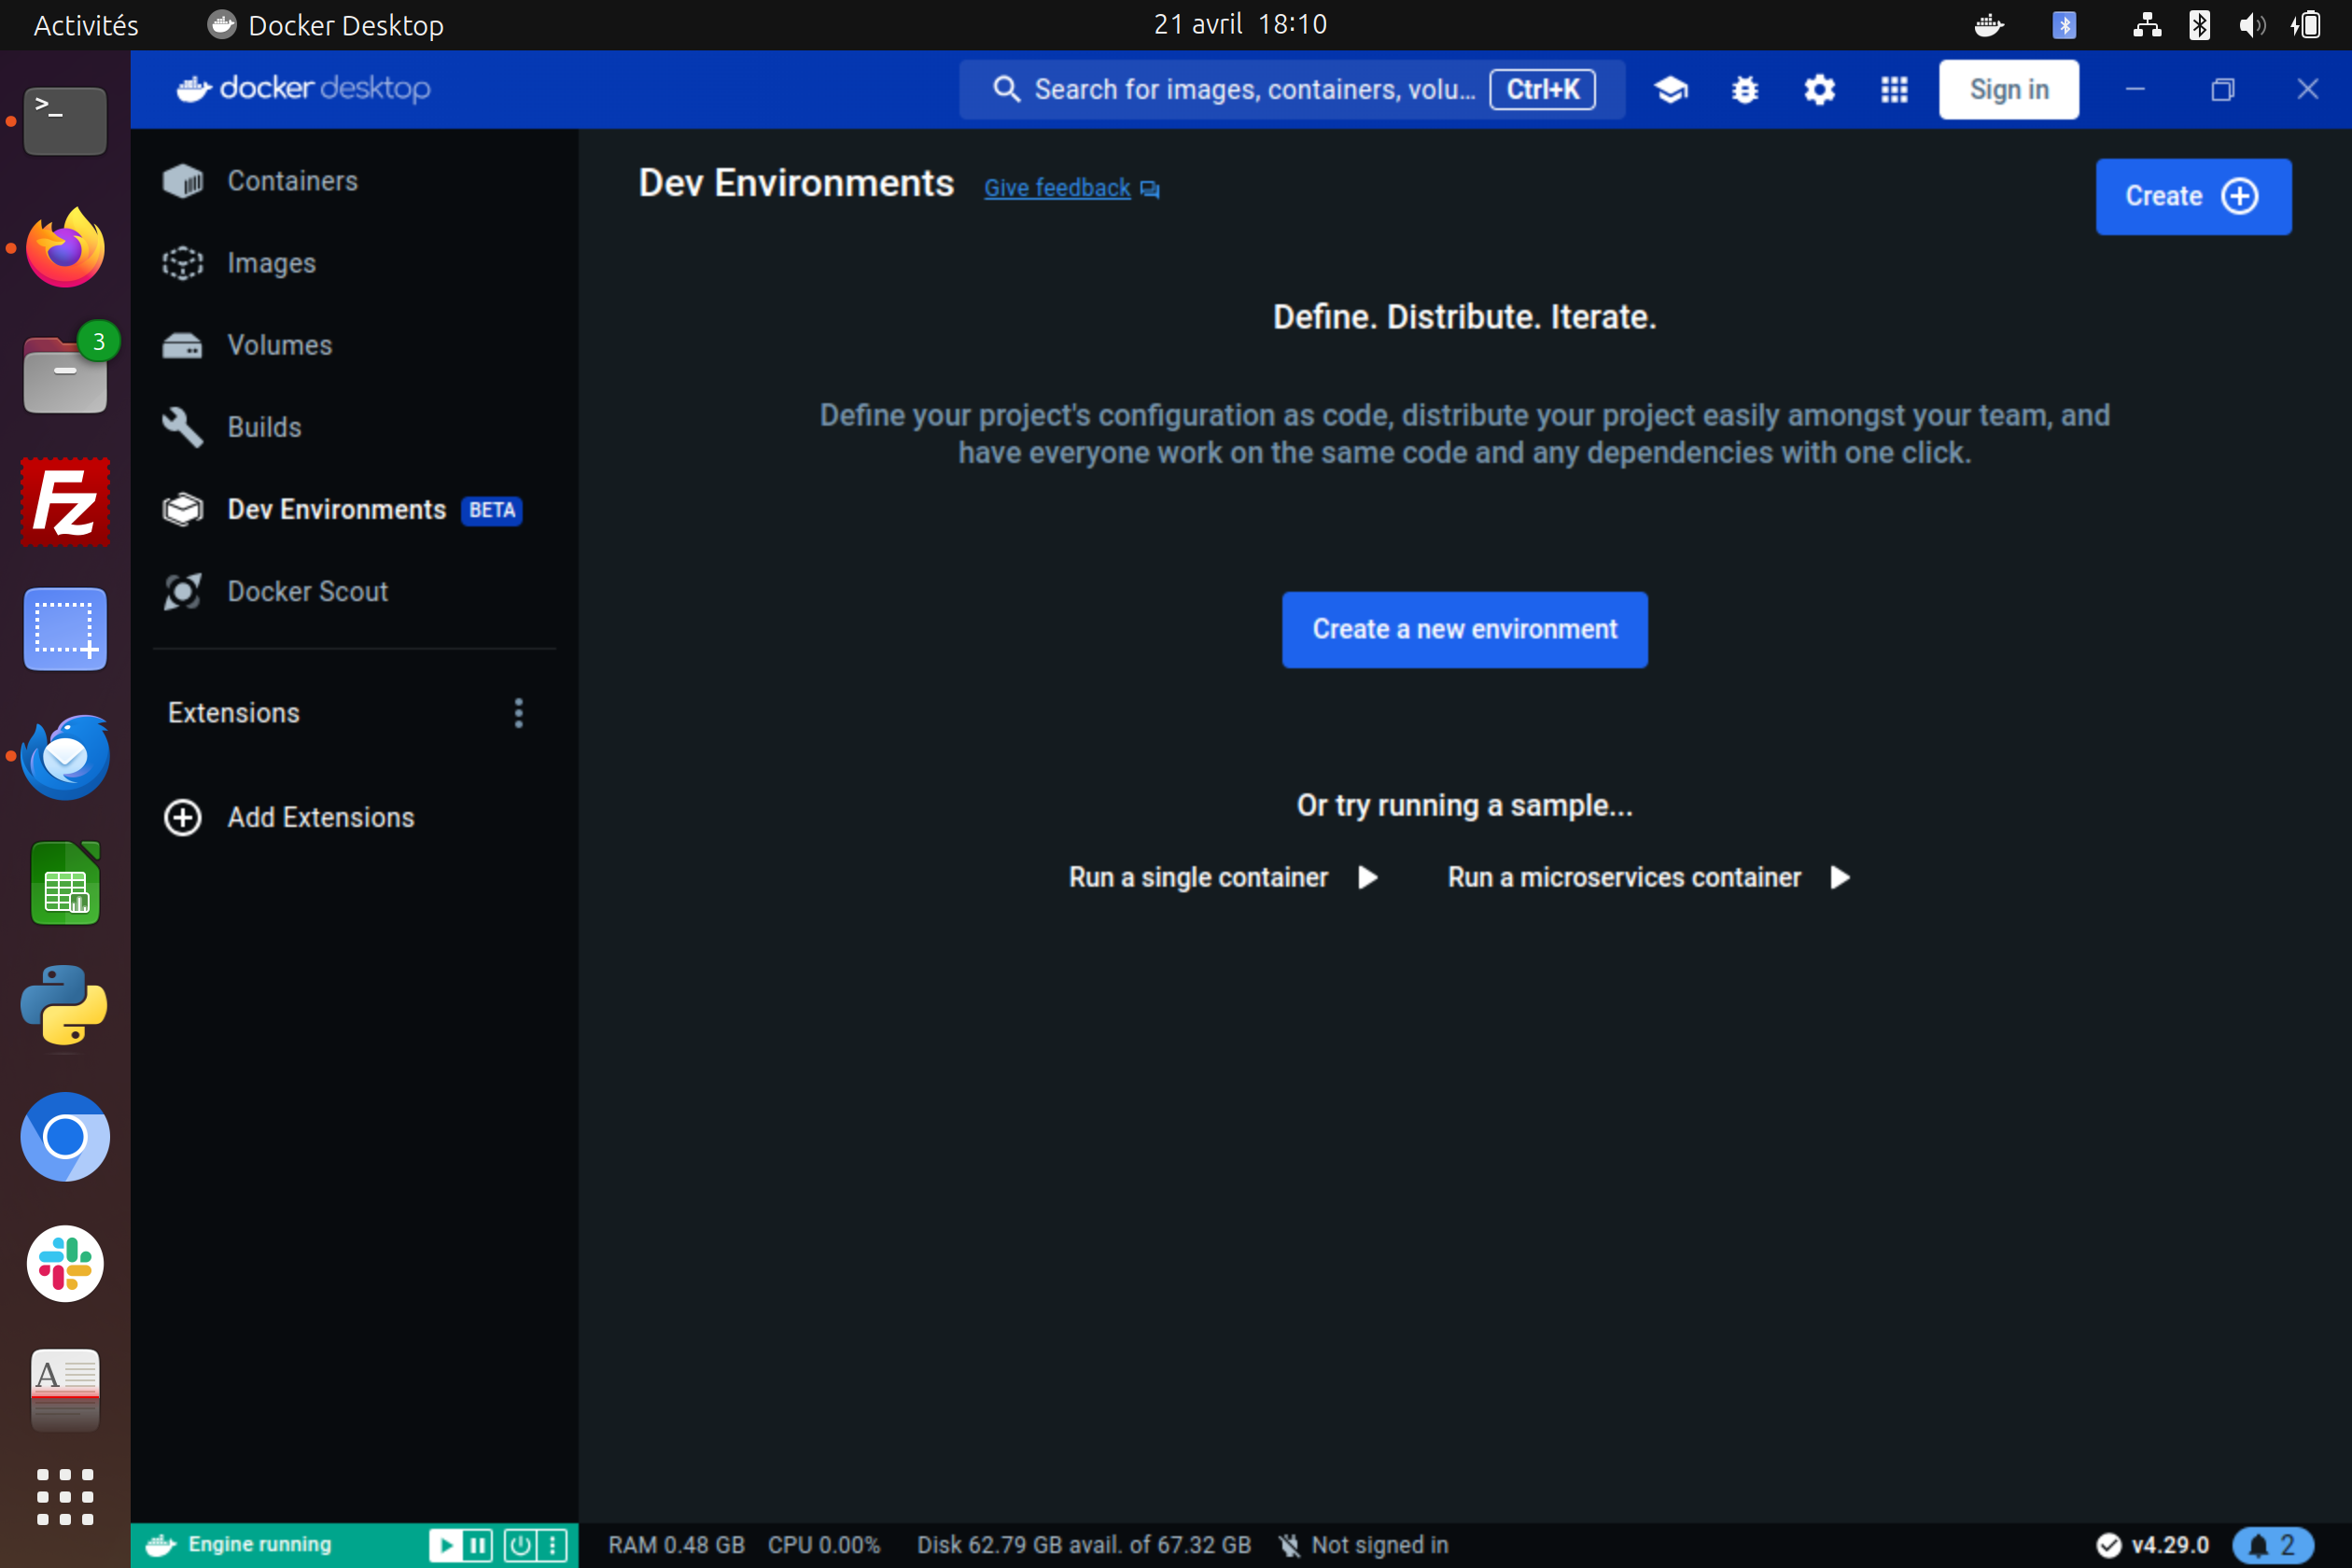 Activités
Docker Desktop
21 avril 18:10
docker desktop
Search for images, containers, volu...
Ctrl+K
Sign in
>_
3
Fz
A
Containers
Images
Volumes
Builds
Dev Environments BETA
Docker Scout
Extensions
Add Extensions
Dev Environments
Give feedback
Create
Define. Distribute. Iterate.
Define your project's configuration as code, distribute your project easily amongst your team, and
have everyone work on the same code and any dependencies with one click.
Create a new environment
Or try running a sample...
Run a single container
Run a microservices container
Engine running
RAM 0.48 GB
CPU 0.00%
Disk 62.79 GB avail. of 67.32 GB
Not signed in
v4.29.0
2